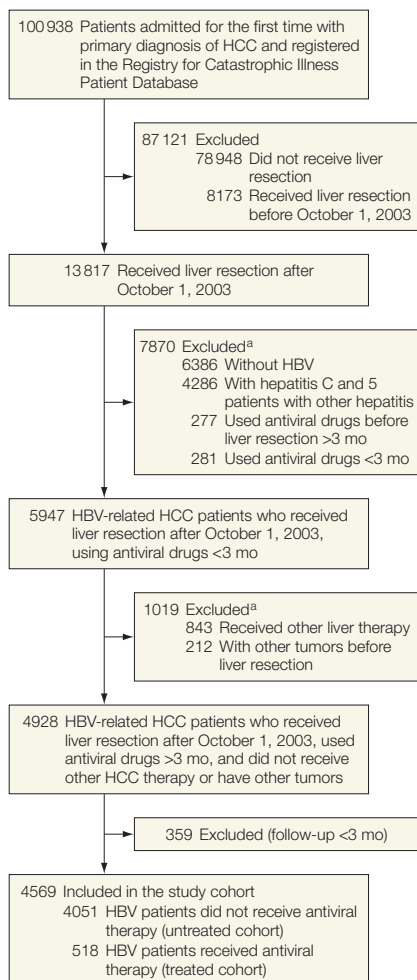 100 938 Patients admitted for the first time with
primary diagnosis of HCC and registered
in the Registry for Catastrophic Illness
Patient Database
87 121 Excluded
78 948 Did not receive liver
resection
8173 Received liver resection
before October 1, 2003
13 817 Received liver resection after
October 1, 2003
7870 Excludedª
6386 Without HBV
4286 With hepatitis C and 5
patients with other hepatitis
277 Used antiviral drugs before
liver resection >3 mo
281 Used antiviral drugs <3 mo
5947 HBV-related HCC patients who received
liver resection after October 1, 2003,
using antiviral drugs <3 mo
1019 Excludedª
843 Received other liver therapy
212 With other tumors before
liver resection
4928 HBV-related HCC patients who received
liver resection after October 1, 2003, used
antiviral drugs >3 mo, and did not receive
other HCC therapy or have other tumors
359 Excluded (follow-up <3 mo)
4569 Included in the study cohort
4051 HBV patients did not receive antiviral
therapy (untreated cohort)
518 HBV patients received antiviral
therapy (treated cohort)